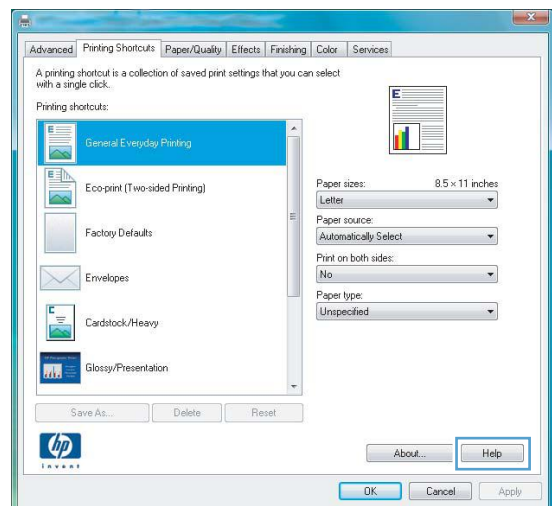 Advanced Printing Shortcuts Paper/Quality Effects Finishing Color Services
A printing shortcut is a collection of saved print settings that you can select
with a single click.
Printing shortcuts:
E
E
General Everyday Printing
E
Eco-print (Two-sided Printing)
Paper sizes: 8.5 × 11 inches
Letter
Paper source:
Factory Defaults
Automatically Select
Print on both sides:
Envelopes
No
Paper type:
C
Cardstock/Heavy
Unspecified
Glossy/Presentation
Save As... Delete Reset
hp
invent
About... Help
OK Cancel Apply